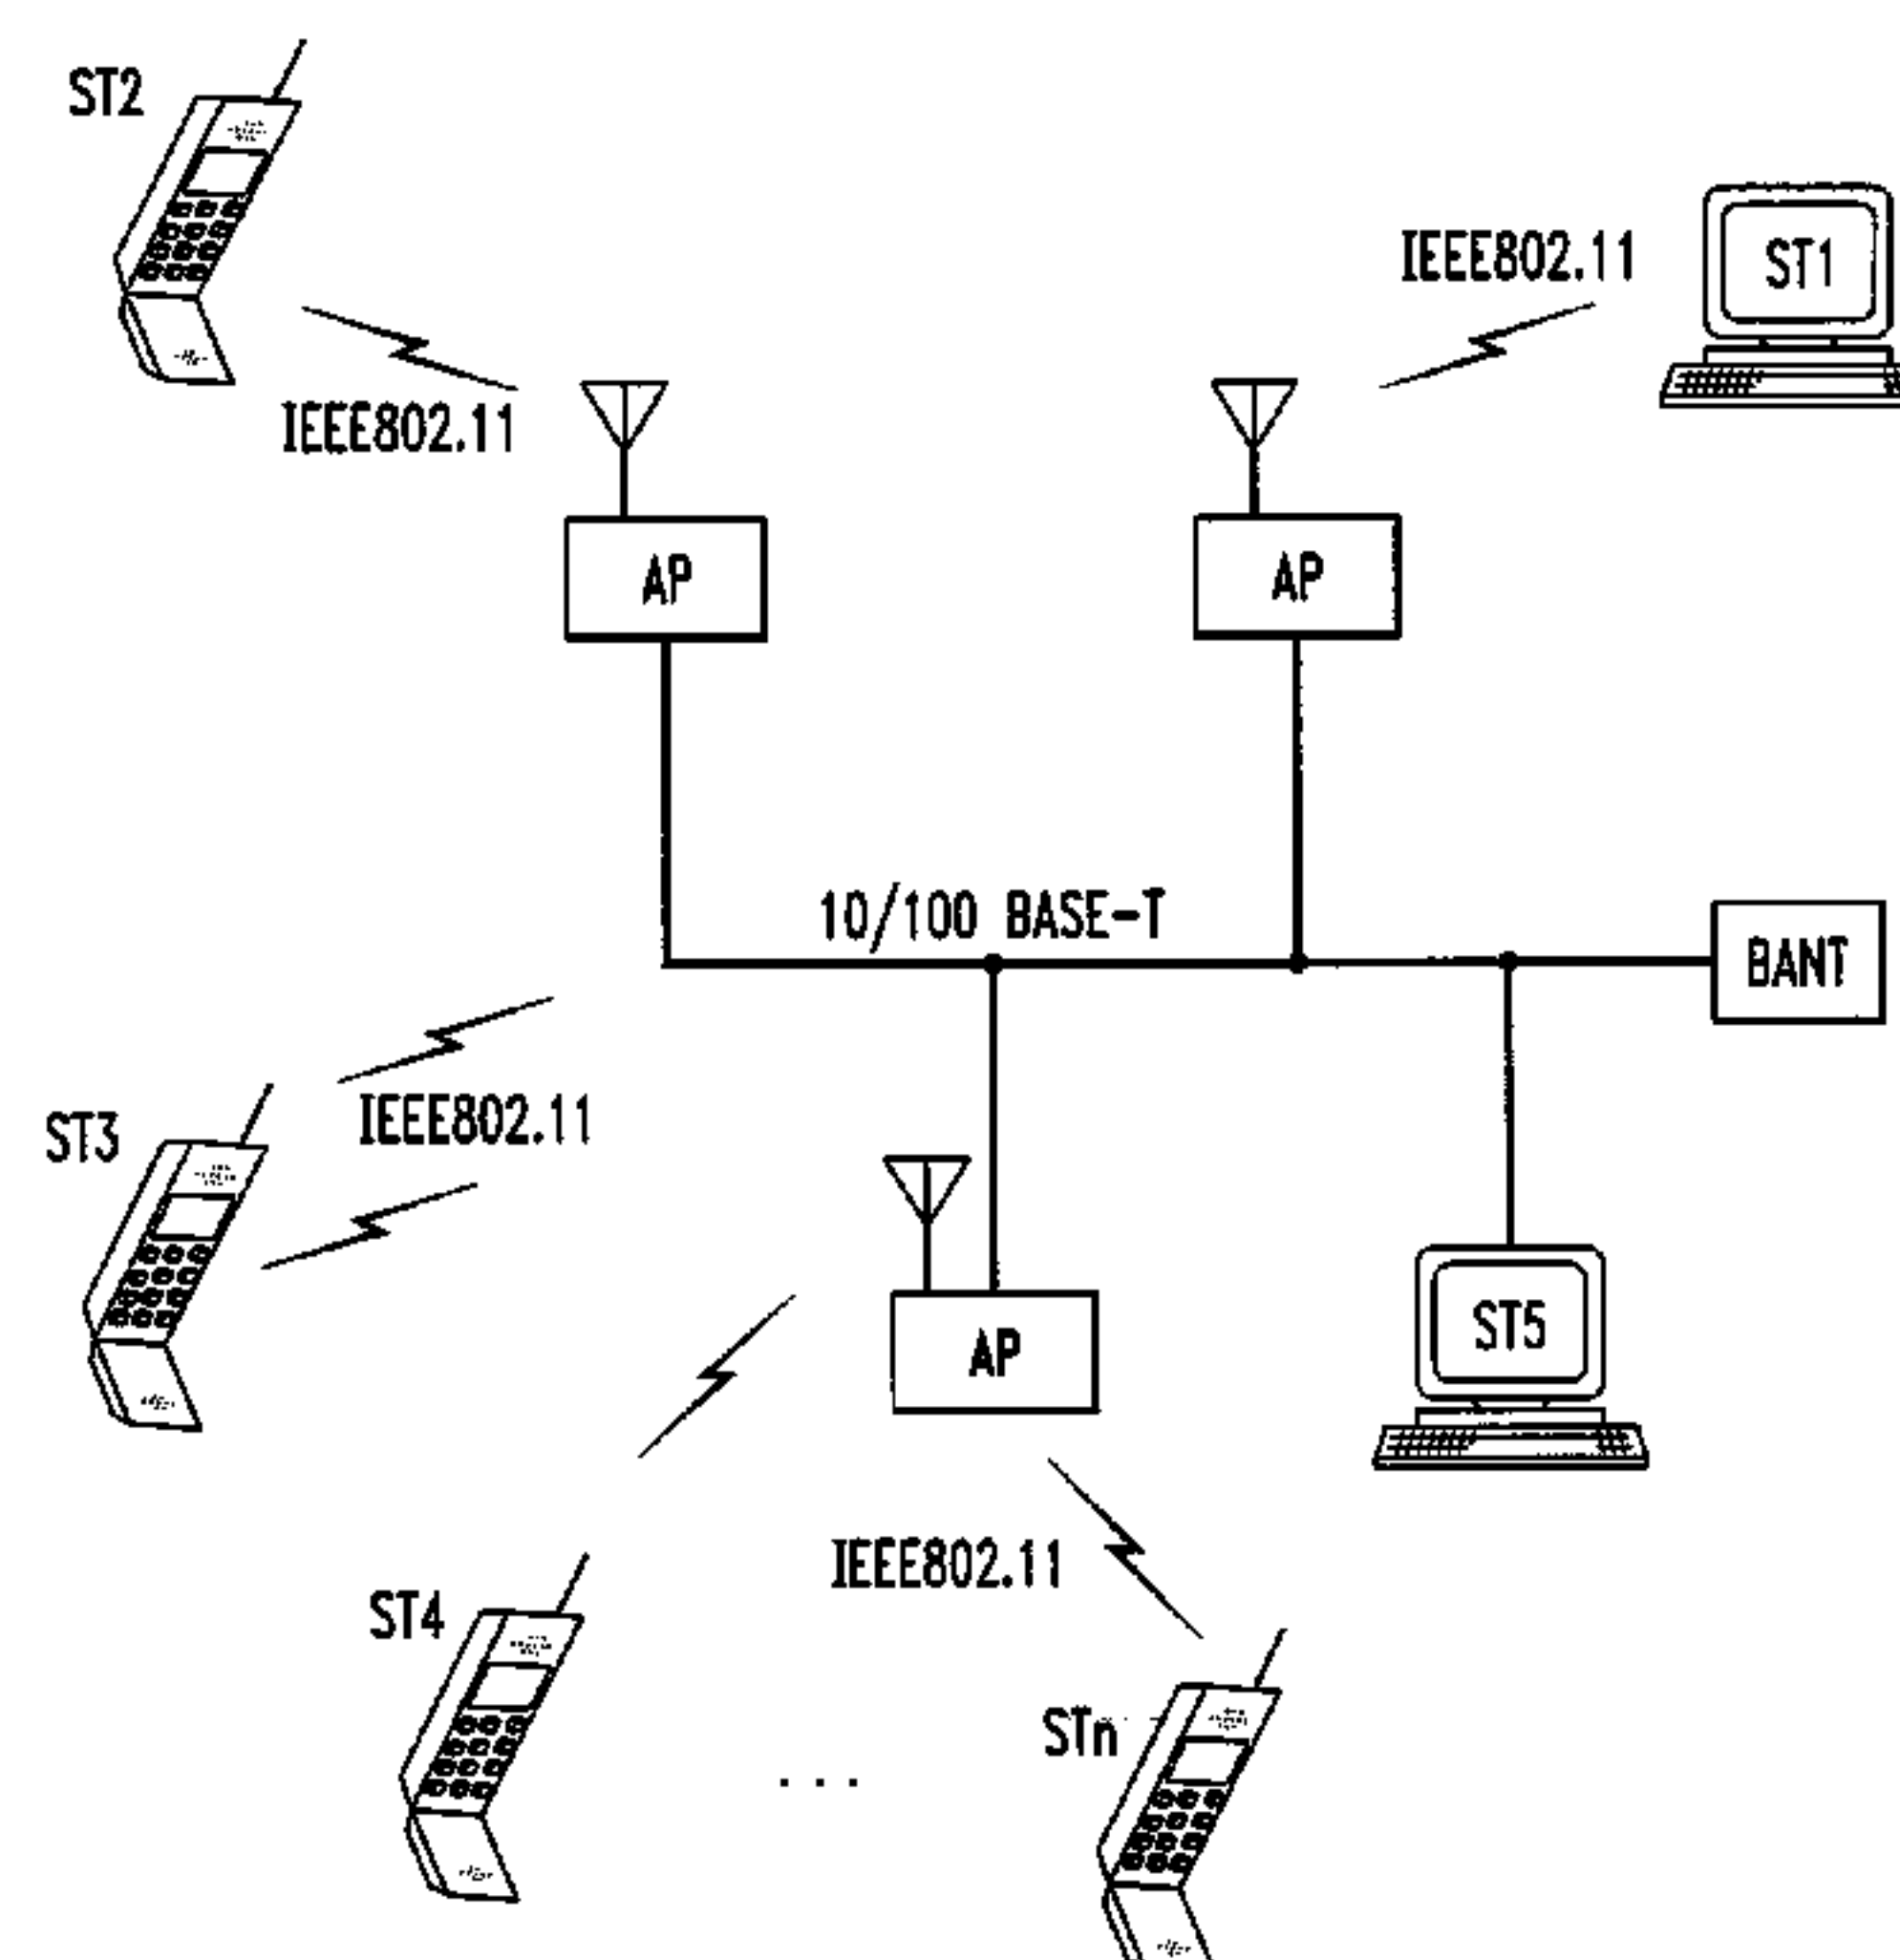 ST2
IEEE802.11
ST1
IEEE802.11
AP
AP
10/100 BASE-T
BANT
IEEE802.11
ST3
AP
ST5
IEEE802.11
ST4
STn
...